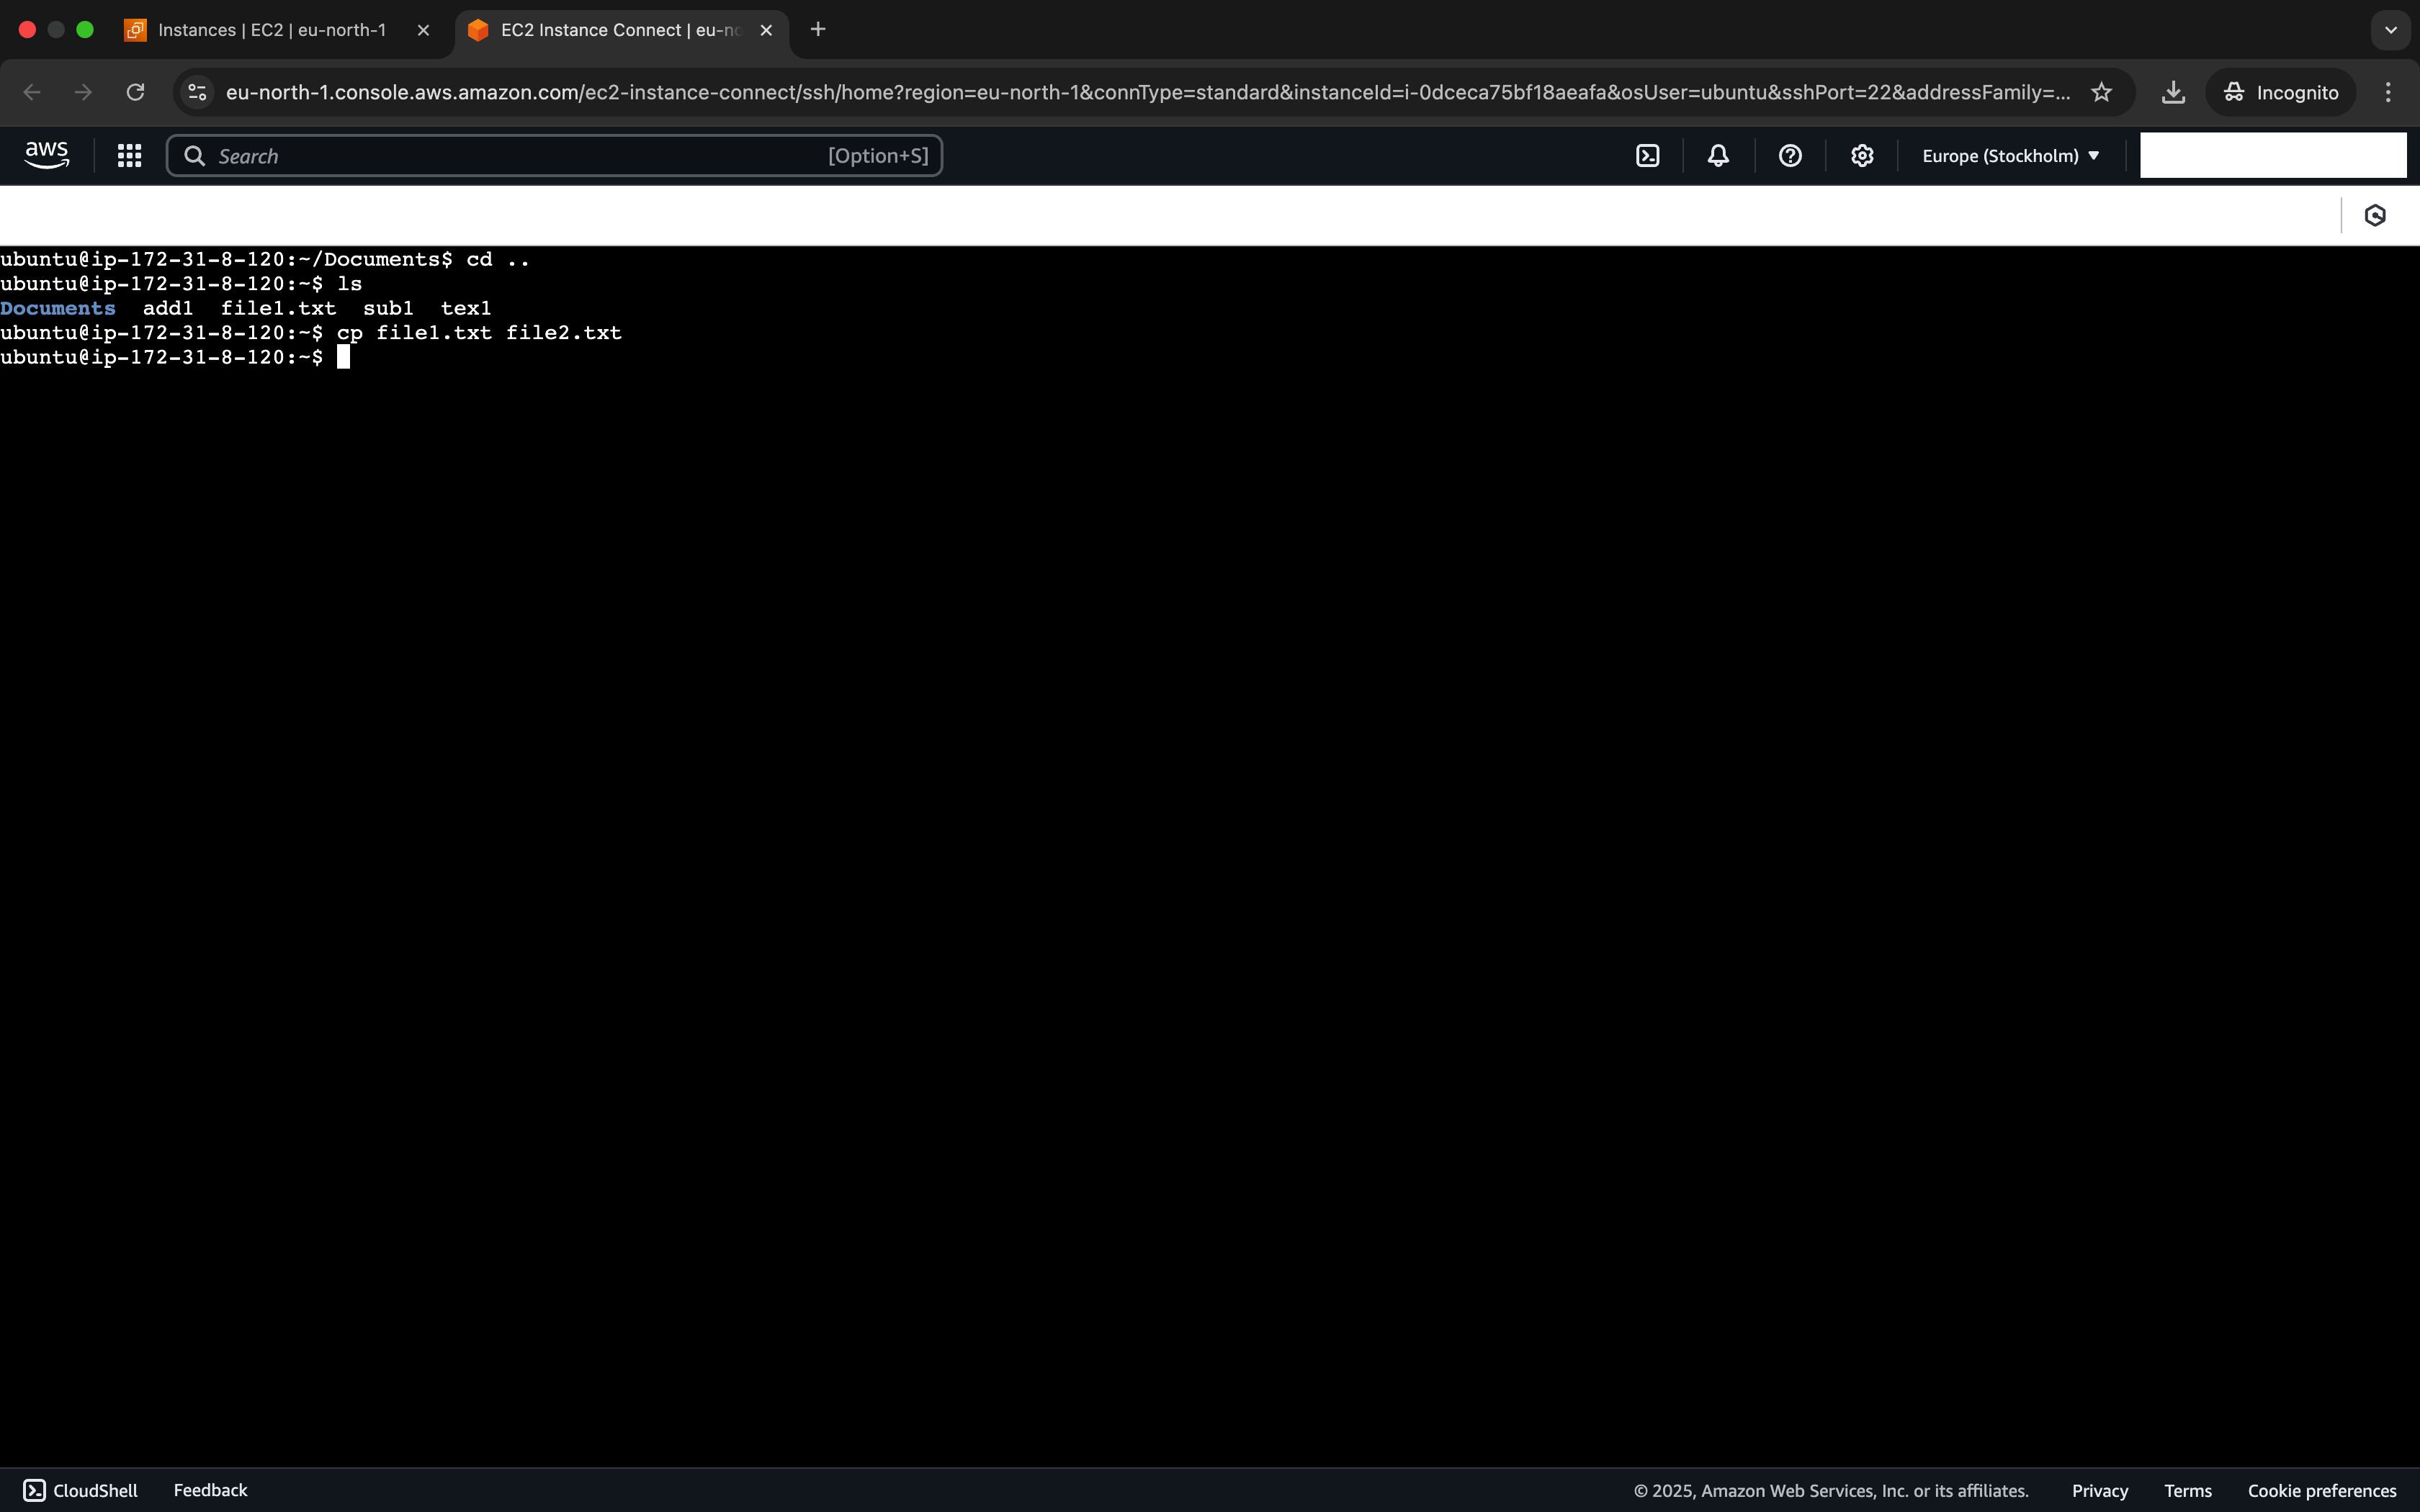 Instances | EC2 | eu-north-1
EC2 Instance Connect | eu-no
eu-north-1.console.aws.amazon.com/ec2-instance-connect/ssh/home?region=eu-north-1&connType=standard&instanceId=i-0dceca75bf18aeafa&osUser=ubuntu&sshPort=22&addressFamily=...
Incognito
aws
Search
[Option+S]
Europe (Stockholm)
ubuntu@ip-172-31-8-120:~/Documents$ cd ..
ubuntu@ip-172-31-8-120:~$ ls
Documents  add1  file1.txt  sub1  tex1
ubuntu@ip-172-31-8-120:~$ cp file1.txt file2.txt
ubuntu@ip-172-31-8-120:~$
CloudShell
Feedback
© 2025, Amazon Web Services, Inc. or its affiliates.
Privacy
Terms
Cookie preferences